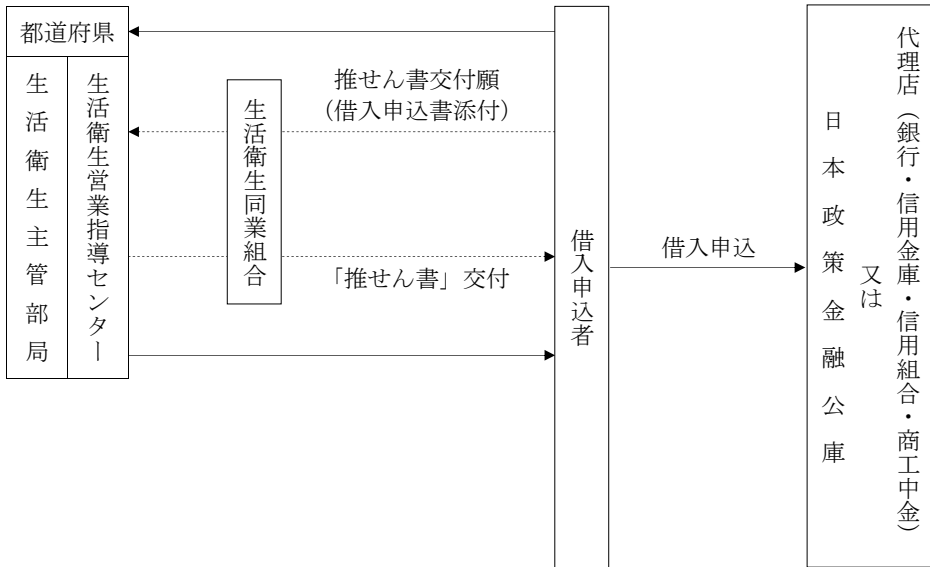 都道府県
生活衛生主管部局
生活衛生営業指導センター
生活衛生同業組合
推せん書交付願
（借入申込書添付）
「推せん書」交付
借入申込者
借入申込
日本政策金融公庫
又は
代理店（銀行・信用金庫・信用組合・商工中金）